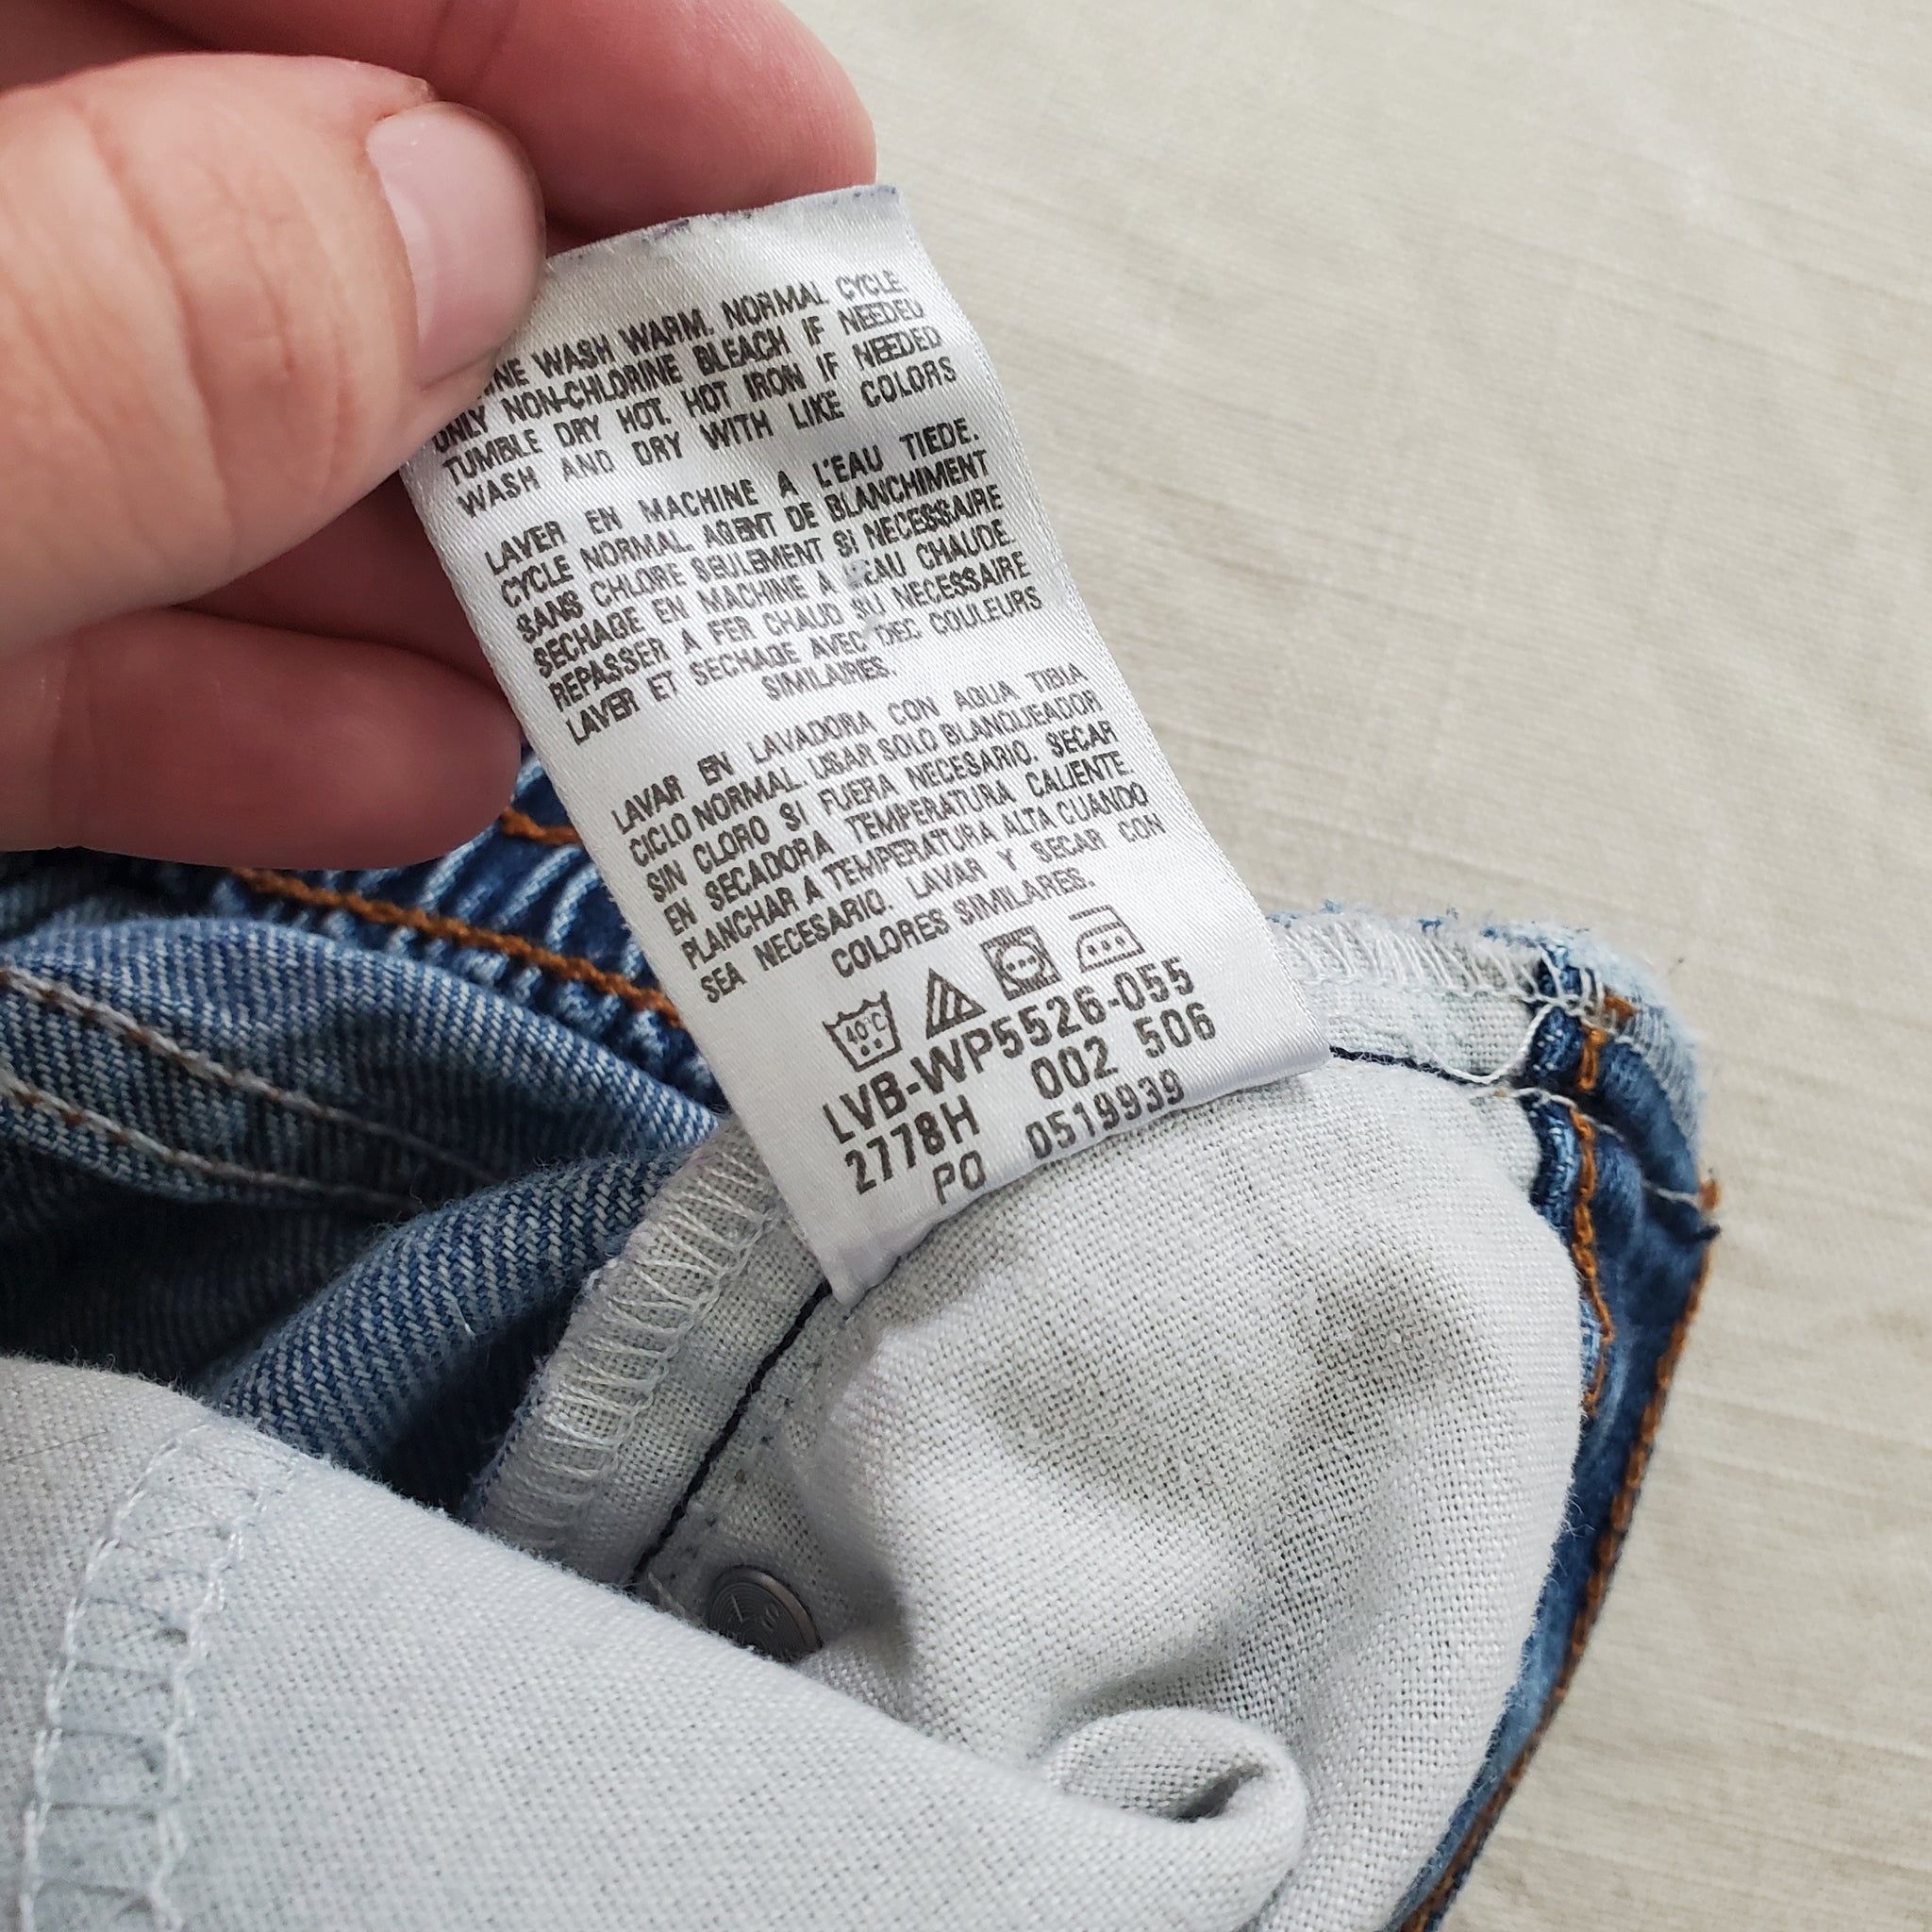 WASH WARM. NORMAL CYCLE.
ONLY NON-CHLORINE BLEACH IF NEEDED
TUMBLE DRY HOT. HOT IRON IF NEEDED
WASH AND DRY WITH LIKE COLORS
LAVER EN MACHINE A L'EAU TIEDE.
CYCLE NORMAL. AGENT DE BLANCHIMENT
SANS CHLOIRE SEULEMENT SI NECESSAIRE
SECHAGE EN MACHINE A CHAUDE.
REPASSER A FER CHAUD SU NECESSAIRE
LAVER ET SECHAGE AVEC DEC COULEURS
SIMILAIRES.
LAVAR EN LAVADORA CON AGUA TIBIA
CICLO NORMAL. USAR SOLO BLANQUEADOR
SIN CLORO SI FUERA NECESARIO. SECAR
EN SECADORA TEMPERATURA CALIENTE.
PLANCHAR A TEMPERATURA ALTA CUANDO
SEA NECESARIO. LAVAR Y SECAR CON
COLORES SIMILARES.
40°C
LVB-WP5526-055
2778H 002 506
PO 0519939